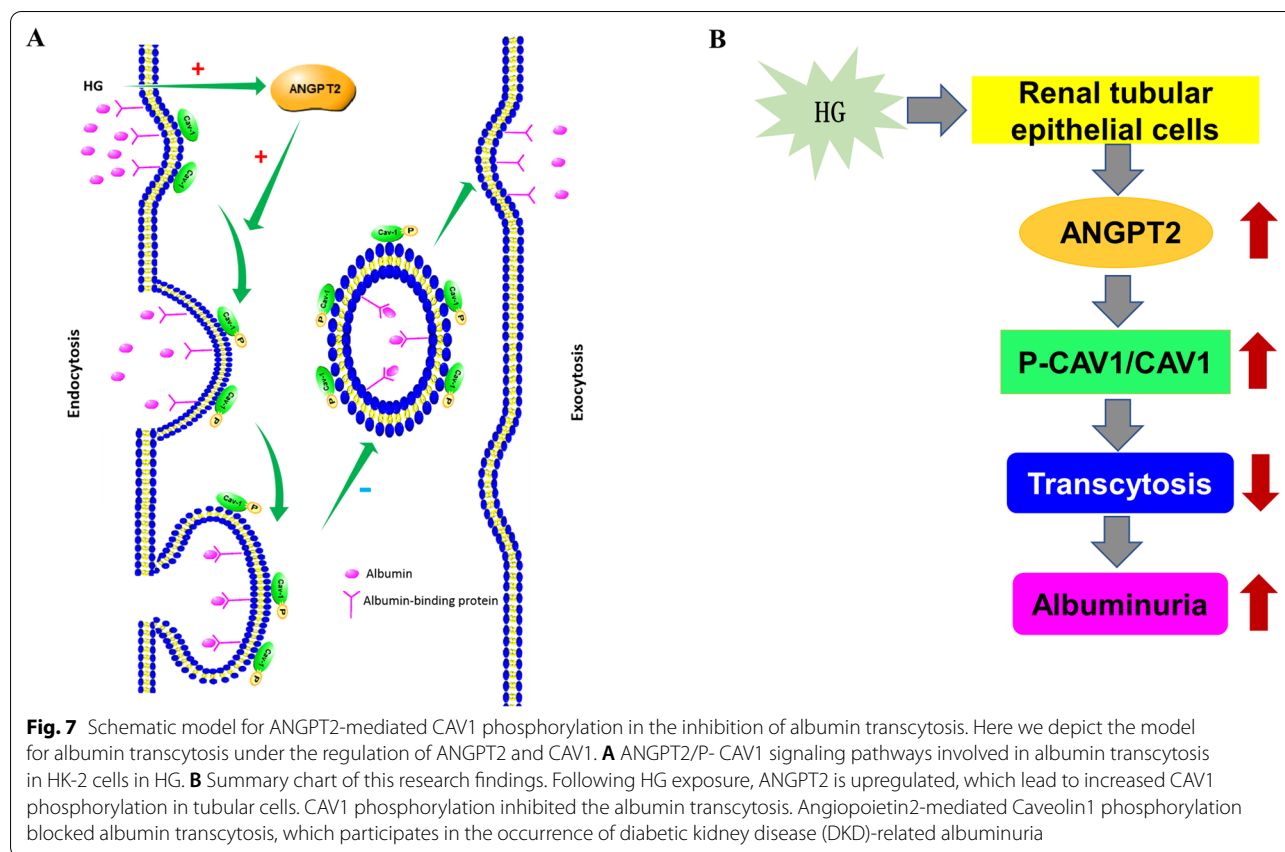 A
HG
+
ANGPT2
Cav-1
Cav-1
+
Endocytosis
Cav-1
P
Cav-1
P
Cav-1
P
Cav-1
P
Cav-1
P
-
Cav-1
P
Cav-1
P
Cav-1
P
Cav-1
P
Cav-1
P
Exocytosis
Albumin
Albumin-binding protein
B
HG
Renal tubular
epithelial cells
ANGPT2
P-CAV1/CAV1
Transcytosis
Albuminuria
Fig. 7 Schematic model for ANGPT2-mediated CAV1 phosphorylation in the inhibition of albumin transcytosis. Here we depict the model
for albumin transcytosis under the regulation of ANGPT2 and CAV1. A ANGPT2/P- CAV1 signaling pathways involved in albumin transcytosis
in HK-2 cells in HG. B Summary chart of this research findings. Following HG exposure, ANGPT2 is upregulated, which lead to increased CAV1
phosphorylation in tubular cells. CAV1 phosphorylation inhibited the albumin transcytosis. Angiopoietin2-mediated Caveolin1 phosphorylation
blocked albumin transcytosis, which participates in the occurrence of diabetic kidney disease (DKD)-related albuminuria